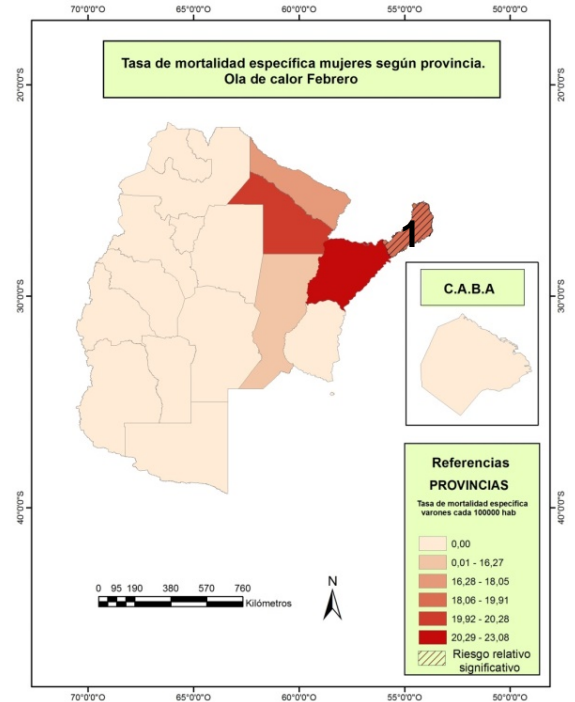 70°0'0"O 65°0'0"O 60°0'0"O 55°0'0"O 50°0'0"O
Tasa de mortalidad específica mujeres según provincia.
Ola de calor Febrero
20°0'0"S 20°0'0"S
1
C.A.B.A
30°0'0"S 30°0'0"S
Referencias
PROVINCIAS
Tasa de mortalidad específica
varones cada 100000 hab
0,00
0,01 - 16,27
16,28 - 18,05
18,06 - 19,91
19,92 - 20,28
20,29 - 23,08
Riesgo relativo
significativo
40°0'0"S 40°0'0"S
N
0 95 190 380 570 760
Kilómetros
70°0'0"O 65°0'0"O 60°0'0"O 55°0'0"O 50°0'0"O